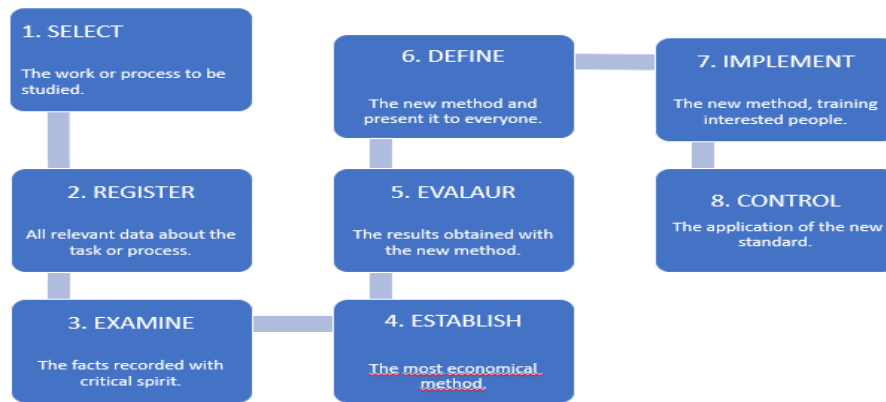 1. SELECT
The work or process to be
studied.
2. REGISTER
All relevant data about the
task or process.
3. EXAMINE
The facts recorded with
critical spirit.
4. ESTABLISH
The most economical
method.
5. EVALAUR
The results obtained with
the new method.
6. DEFINE
The new method and
present it to everyone.
7. IMPLEMENT
The new method, training
interested people.
8. CONTROL
The application of the new
standard.